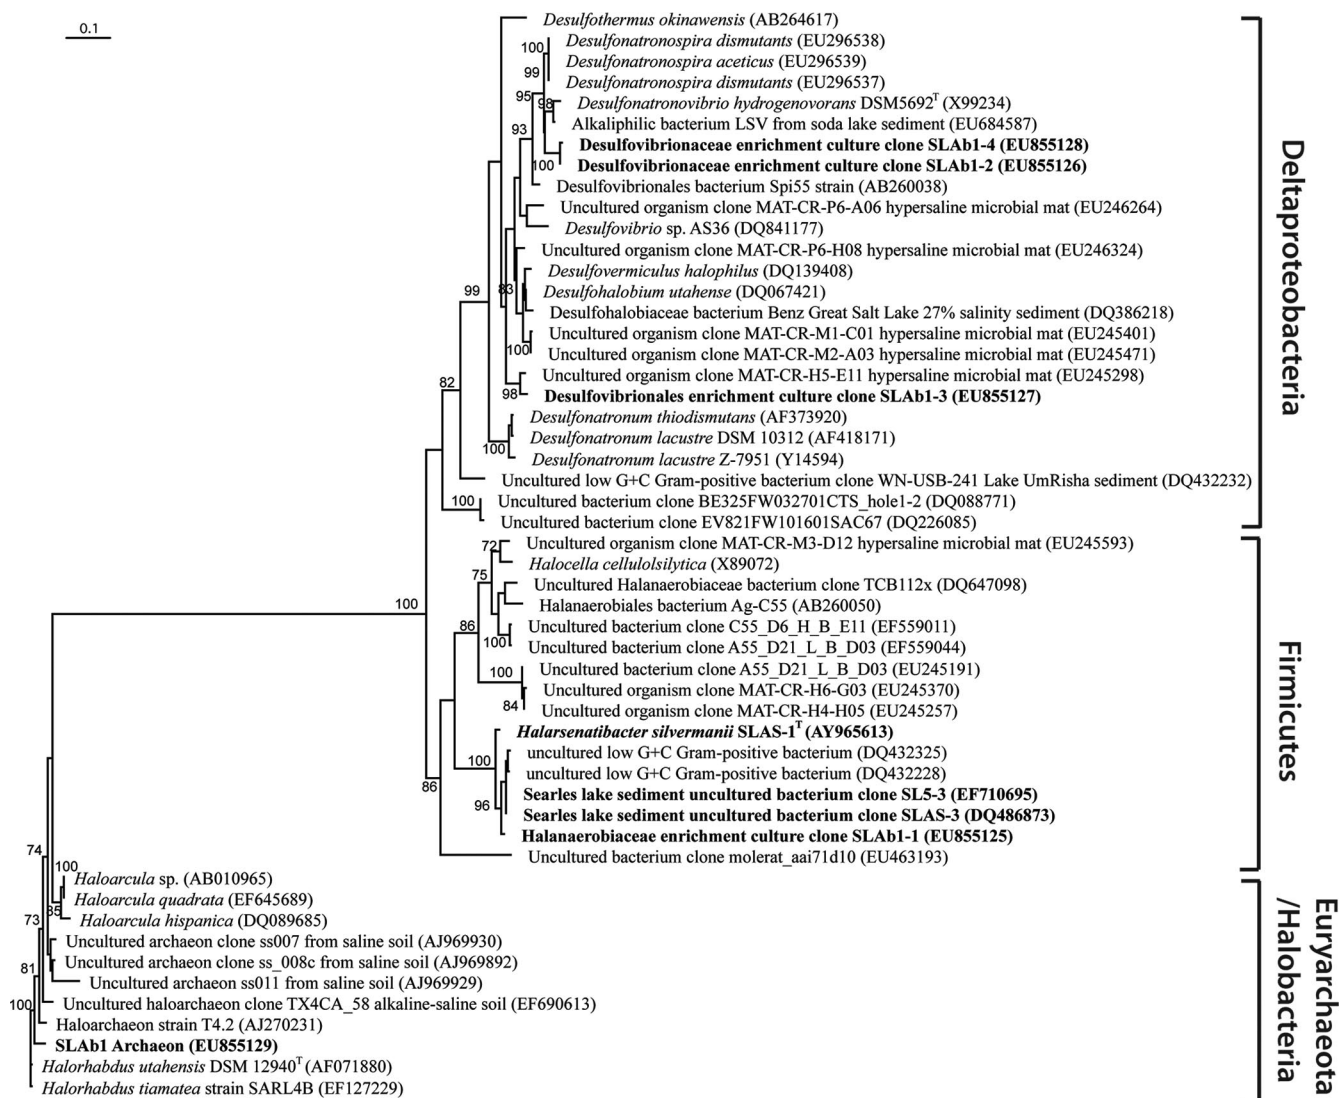 0.1
Desulfothermus okinawensis (AB264617)
100
Desulfonatronospira dismutants (EU296538)
Desulfonatronospira aceticus (EU296539)
99
Desulfonatronospira dismutants (EU296537)
95
98
Desulfonatronovibrio hydrogenovorans DSM5692T (X99234)
93
Alkaliphilic bacterium LSV from soda lake sediment (EU684587)
Desulfovibrionaceae enrichment culture clone SLAb1-4 (EU855128)
100
Desulfovibrionaceae enrichment culture clone SLAb1-2 (EU855126)
Desulfovibrionales bacterium Spi55 strain (AB260038)
Uncultured organism clone MAT-CR-P6-A06 hypersaline microbial mat (EU246264)
Desulfovibrio sp. AS36 (DQ841177)
Uncultured organism clone MAT-CR-P6-H08 hypersaline microbial mat (EU246324)
Desulfovermiculus halophilus (DQ139408)
99
83
Desulfohalobium utahense (DQ067421)
Desulfohalobiaceae bacterium Benz Great Salt Lake 27% salinity sediment (DQ386218)
Uncultured organism clone MAT-CR-M1-C01 hypersaline microbial mat (EU245401)
100
Uncultured organism clone MAT-CR-M2-A03 hypersaline microbial mat (EU245471)
82
Uncultured organism clone MAT-CR-H5-E11 hypersaline microbial mat (EU245298)
98
Desulfovibrionales enrichment culture clone SLAb1-3 (EU855127)
Desulfonatronum thiodismutans (AF373920)
Desulfonatronum lacustre DSM 10312 (AF418171)
100
Desulfonatronum lacustre Z-7951 (Y14594)
Uncultured low G+C Gram-positive bacterium clone WN-USB-241 Lake UmRisha sediment (DQ432232)
100
Uncultured bacterium clone BE325FW032701CTS_hole1-2 (DQ088771)
Uncultured bacterium clone EV821FW101601SAC67 (DQ226085)
Deltaproteobacteria
72
Uncultured organism clone MAT-CR-M3-D12 hypersaline microbial mat (EU245593)
Halocella cellulolsilytica (X89072)
75
Uncultured Halanaerobiaceae bacterium clone TCB112x (DQ647098)
100
Halanaerobiales bacterium Ag-C55 (AB260050)
86
Uncultured bacterium clone C55_D6_H_B_E11 (EF559011)
100
Uncultured bacterium clone A55_D21_L_B_D03 (EF559044)
100
Uncultured bacterium clone A55_D21_L_B_D03 (EU245191)
Uncultured organism clone MAT-CR-H6-G03 (EU245370)
84
Uncultured organism clone MAT-CR-H4-H05 (EU245257)
Halarsenatibacter silvermanii SLAS-1T (AY965613)
100
uncultured low G+C Gram-positive bacterium (DQ432325)
uncultured low G+C Gram-positive bacterium (DQ432228)
86
Searles lake sediment uncultured bacterium clone SL5-3 (EF710695)
96
Searles lake sediment uncultured bacterium clone SLAS-3 (DQ486873)
Halanaerobiaceae enrichment culture clone SLAb1-1 (EU855125)
Uncultured bacterium clone molerat_aai71d10 (EU463193)
Firmicutes
74
100
Haloarcula sp. (AB010965)
Haloarcula quadrata (EF645689)
85
73
Haloarcula hispanica (DQ089685)
Uncultured archaeon clone ss007 from saline soil (AJ969930)
81
Uncultured archaeon clone ss_008c from saline soil (AJ969892)
Uncultured archaeon ss011 from saline soil (AJ969929)
100
Uncultured haloarchaeon clone TX4CA_58 alkaline-saline soil (EF690613)
Haloarchaeon strain T4.2 (AJ270231)
SLAb1 Archaeon (EU855129)
Halorhabdus utahensis DSM 12940T (AF071880)
Halorhabdus tiamatea strain SARL4B (EF127229)
Euryarchaeota
/Halobacteria